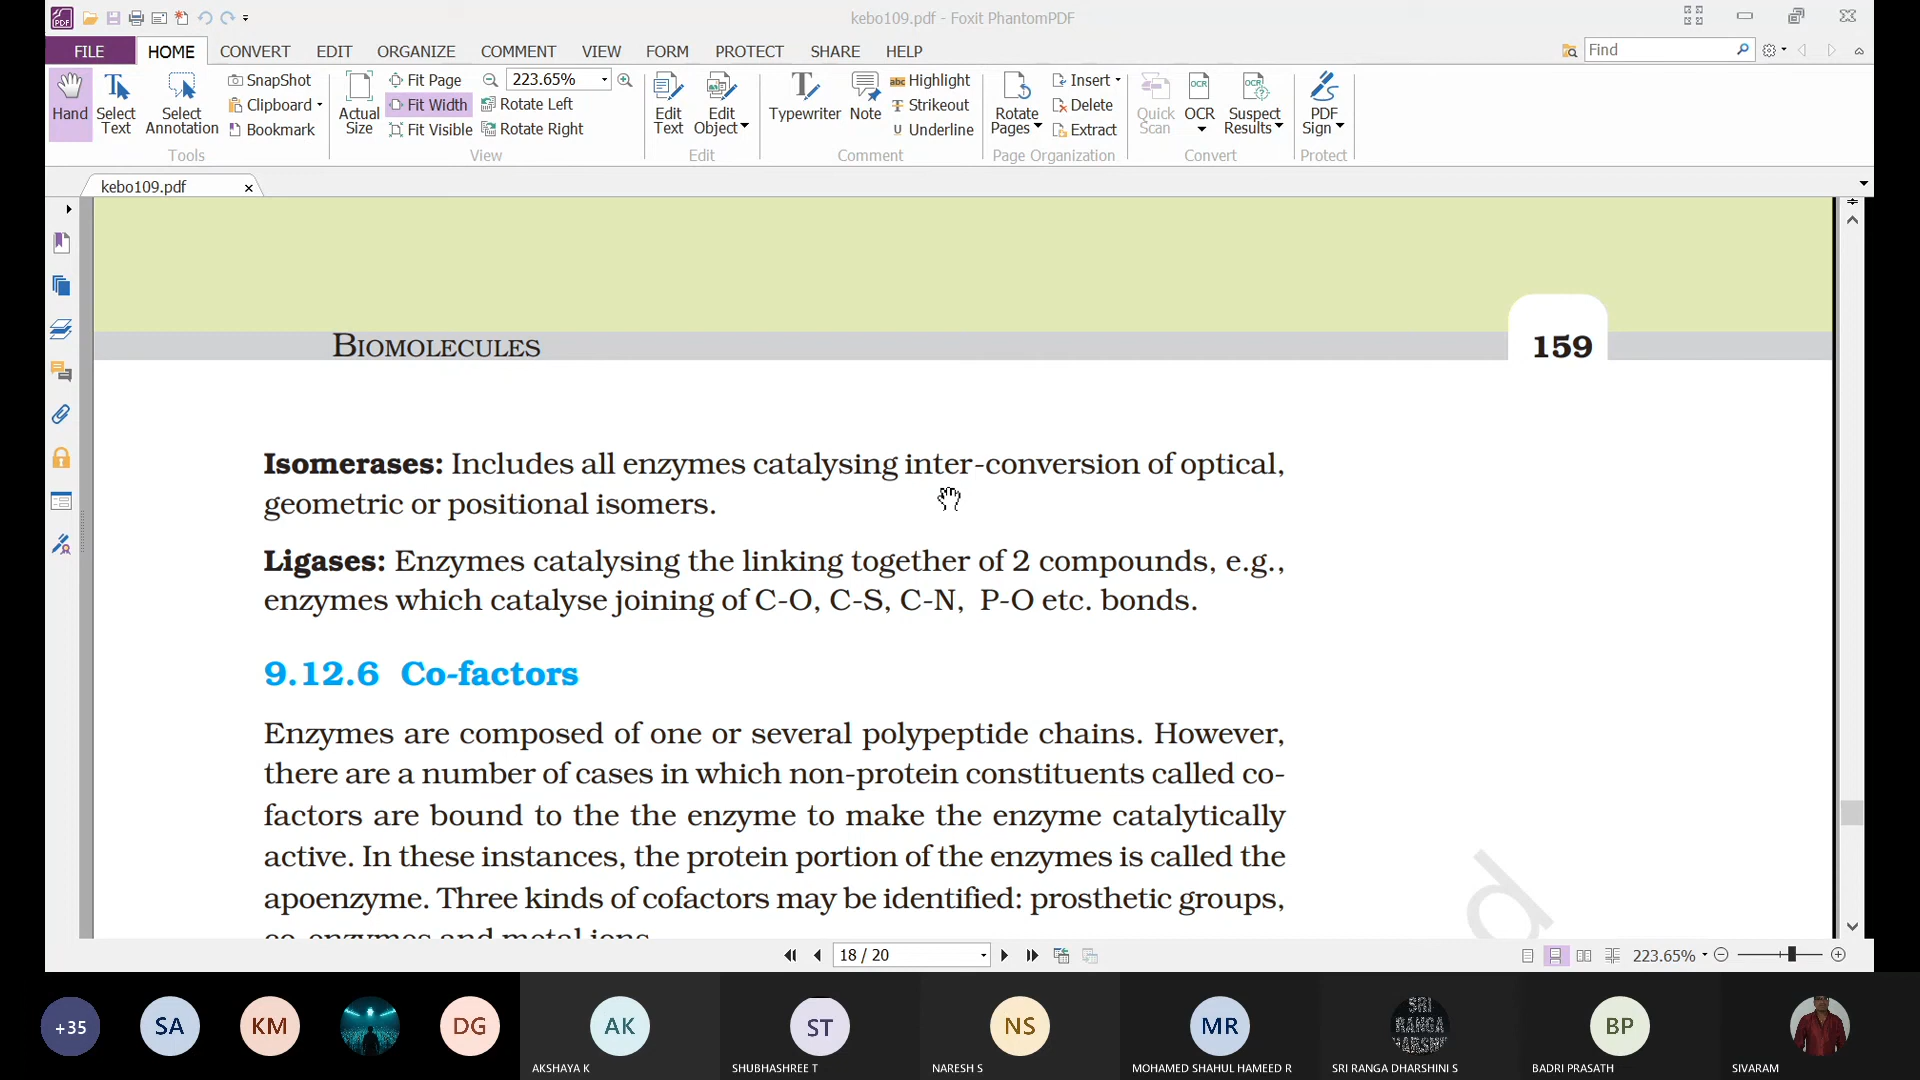 kebo109.pdf - Foxit PhantomPDF
FILE HOME CONVERT EDIT ORGANIZE COMMENT VIEW FORM PROTECT SHARE HELP Find
Hand
Select Text
Select Annotation
SnapShot
Clipboard
Bookmark
Tools
Actual Size
Fit Page
Fit Width
Fit Visible
223.65%
Rotate Left
Rotate Right
View
Edit Text
Edit Object
Edit
Typewriter
Note
Highlight
Strikeout
Underline
Comment
Rotate Pages
Insert
Delete
Extract
Page Organization
Quick Scan
OCR
Suspect Results
Convert
PDF Sign
Protect
kebo109.pdf
BIOMOLECULES 159
Isomerases: Includes all enzymes catalysing inter-conversion of optical,
geometric or positional isomers.
Ligases: Enzymes catalysing the linking together of 2 compounds, e.g.,
enzymes which catalyse joining of C-O, C-S, C-N, P-O etc. bonds.
9.12.6 Co-factors
Enzymes are composed of one or several polypeptide chains. However,
there are a number of cases in which non-protein constituents called co-
factors are bound to the the enzyme to make the enzyme catalytically
active. In these instances, the protein portion of the enzymes is called the
apoenzyme. Three kinds of cofactors may be identified: prosthetic groups,
co-enzymes and metal ions.
d
18 / 20
223.65%
+35 SA KM DG AK ST NS MR SRI RANGA DHARSHINI BP
AKSHAYA K SHUBHASHREE T NARESH S MOHAMED SHAHUL HAMEED R SRI RANGA DHARSHINI S BADRI PRASATH SIVARAM